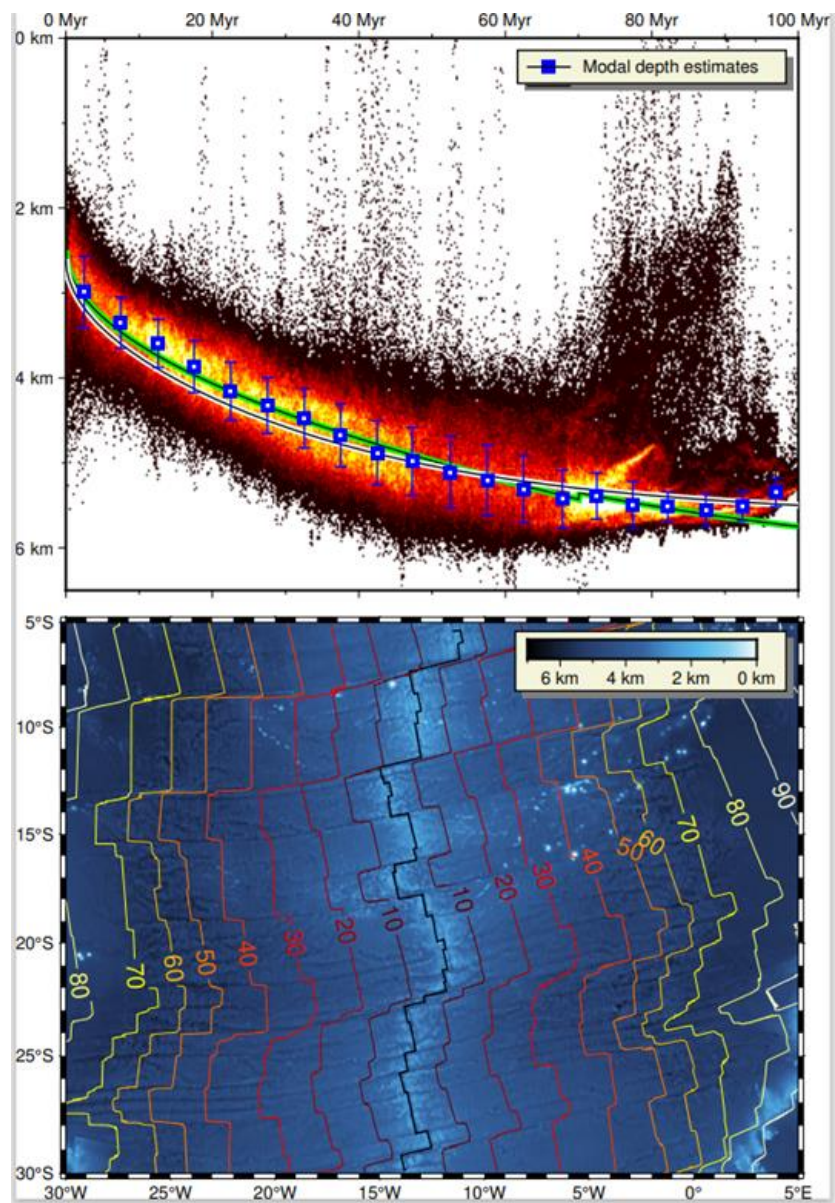 0 Myr 20 Myr 40 Myr 60 Myr 80 Myr 100 Myr
0 km
Modal depth estimates
2 km
4 km
6 km
5°S
6 km 4 km 2 km 0 km
10°S
90
80
15°S
70
60
50
40
30
20
10
10
20
30
40
50
60
70
80
20°S
25°S
30°S
30°W 25°W 20°W 15°W 10°W 5°W 0° 5°E